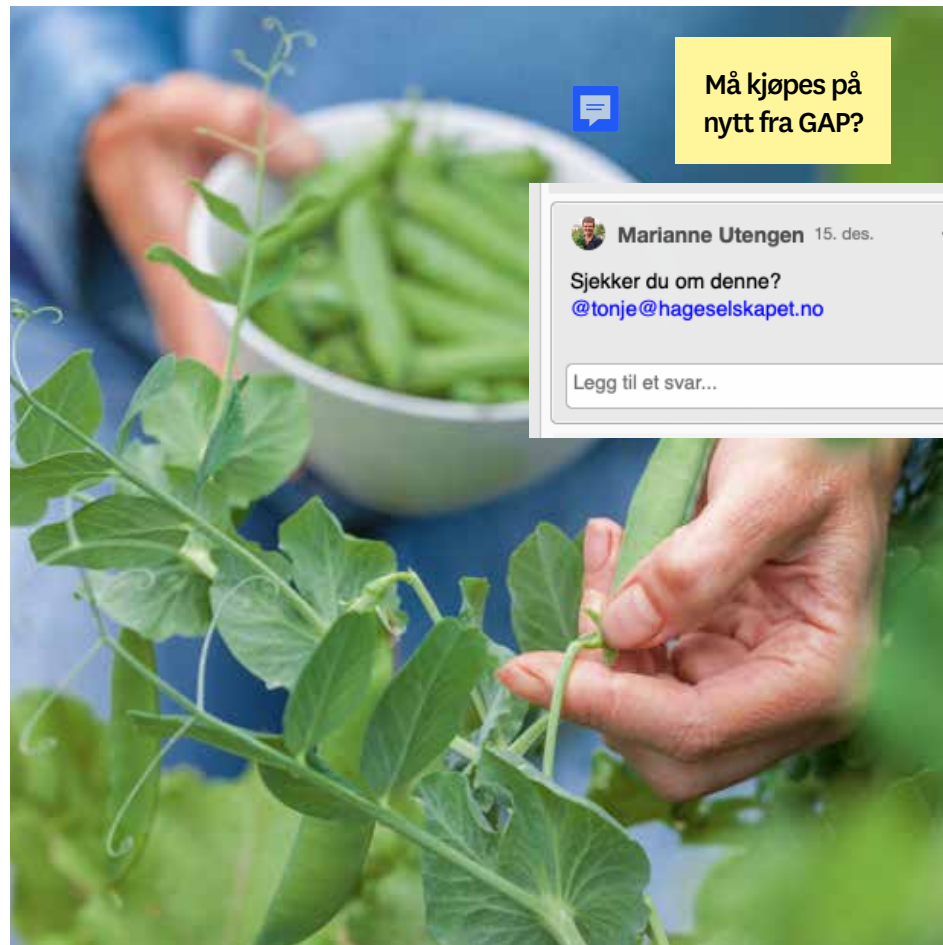 Må kjøpes på
nytt fra GAP?
Marianne Utengen 15. des.
Sjekker du om denne?
@tonje@hageselskapet.no
Legg til et svar...